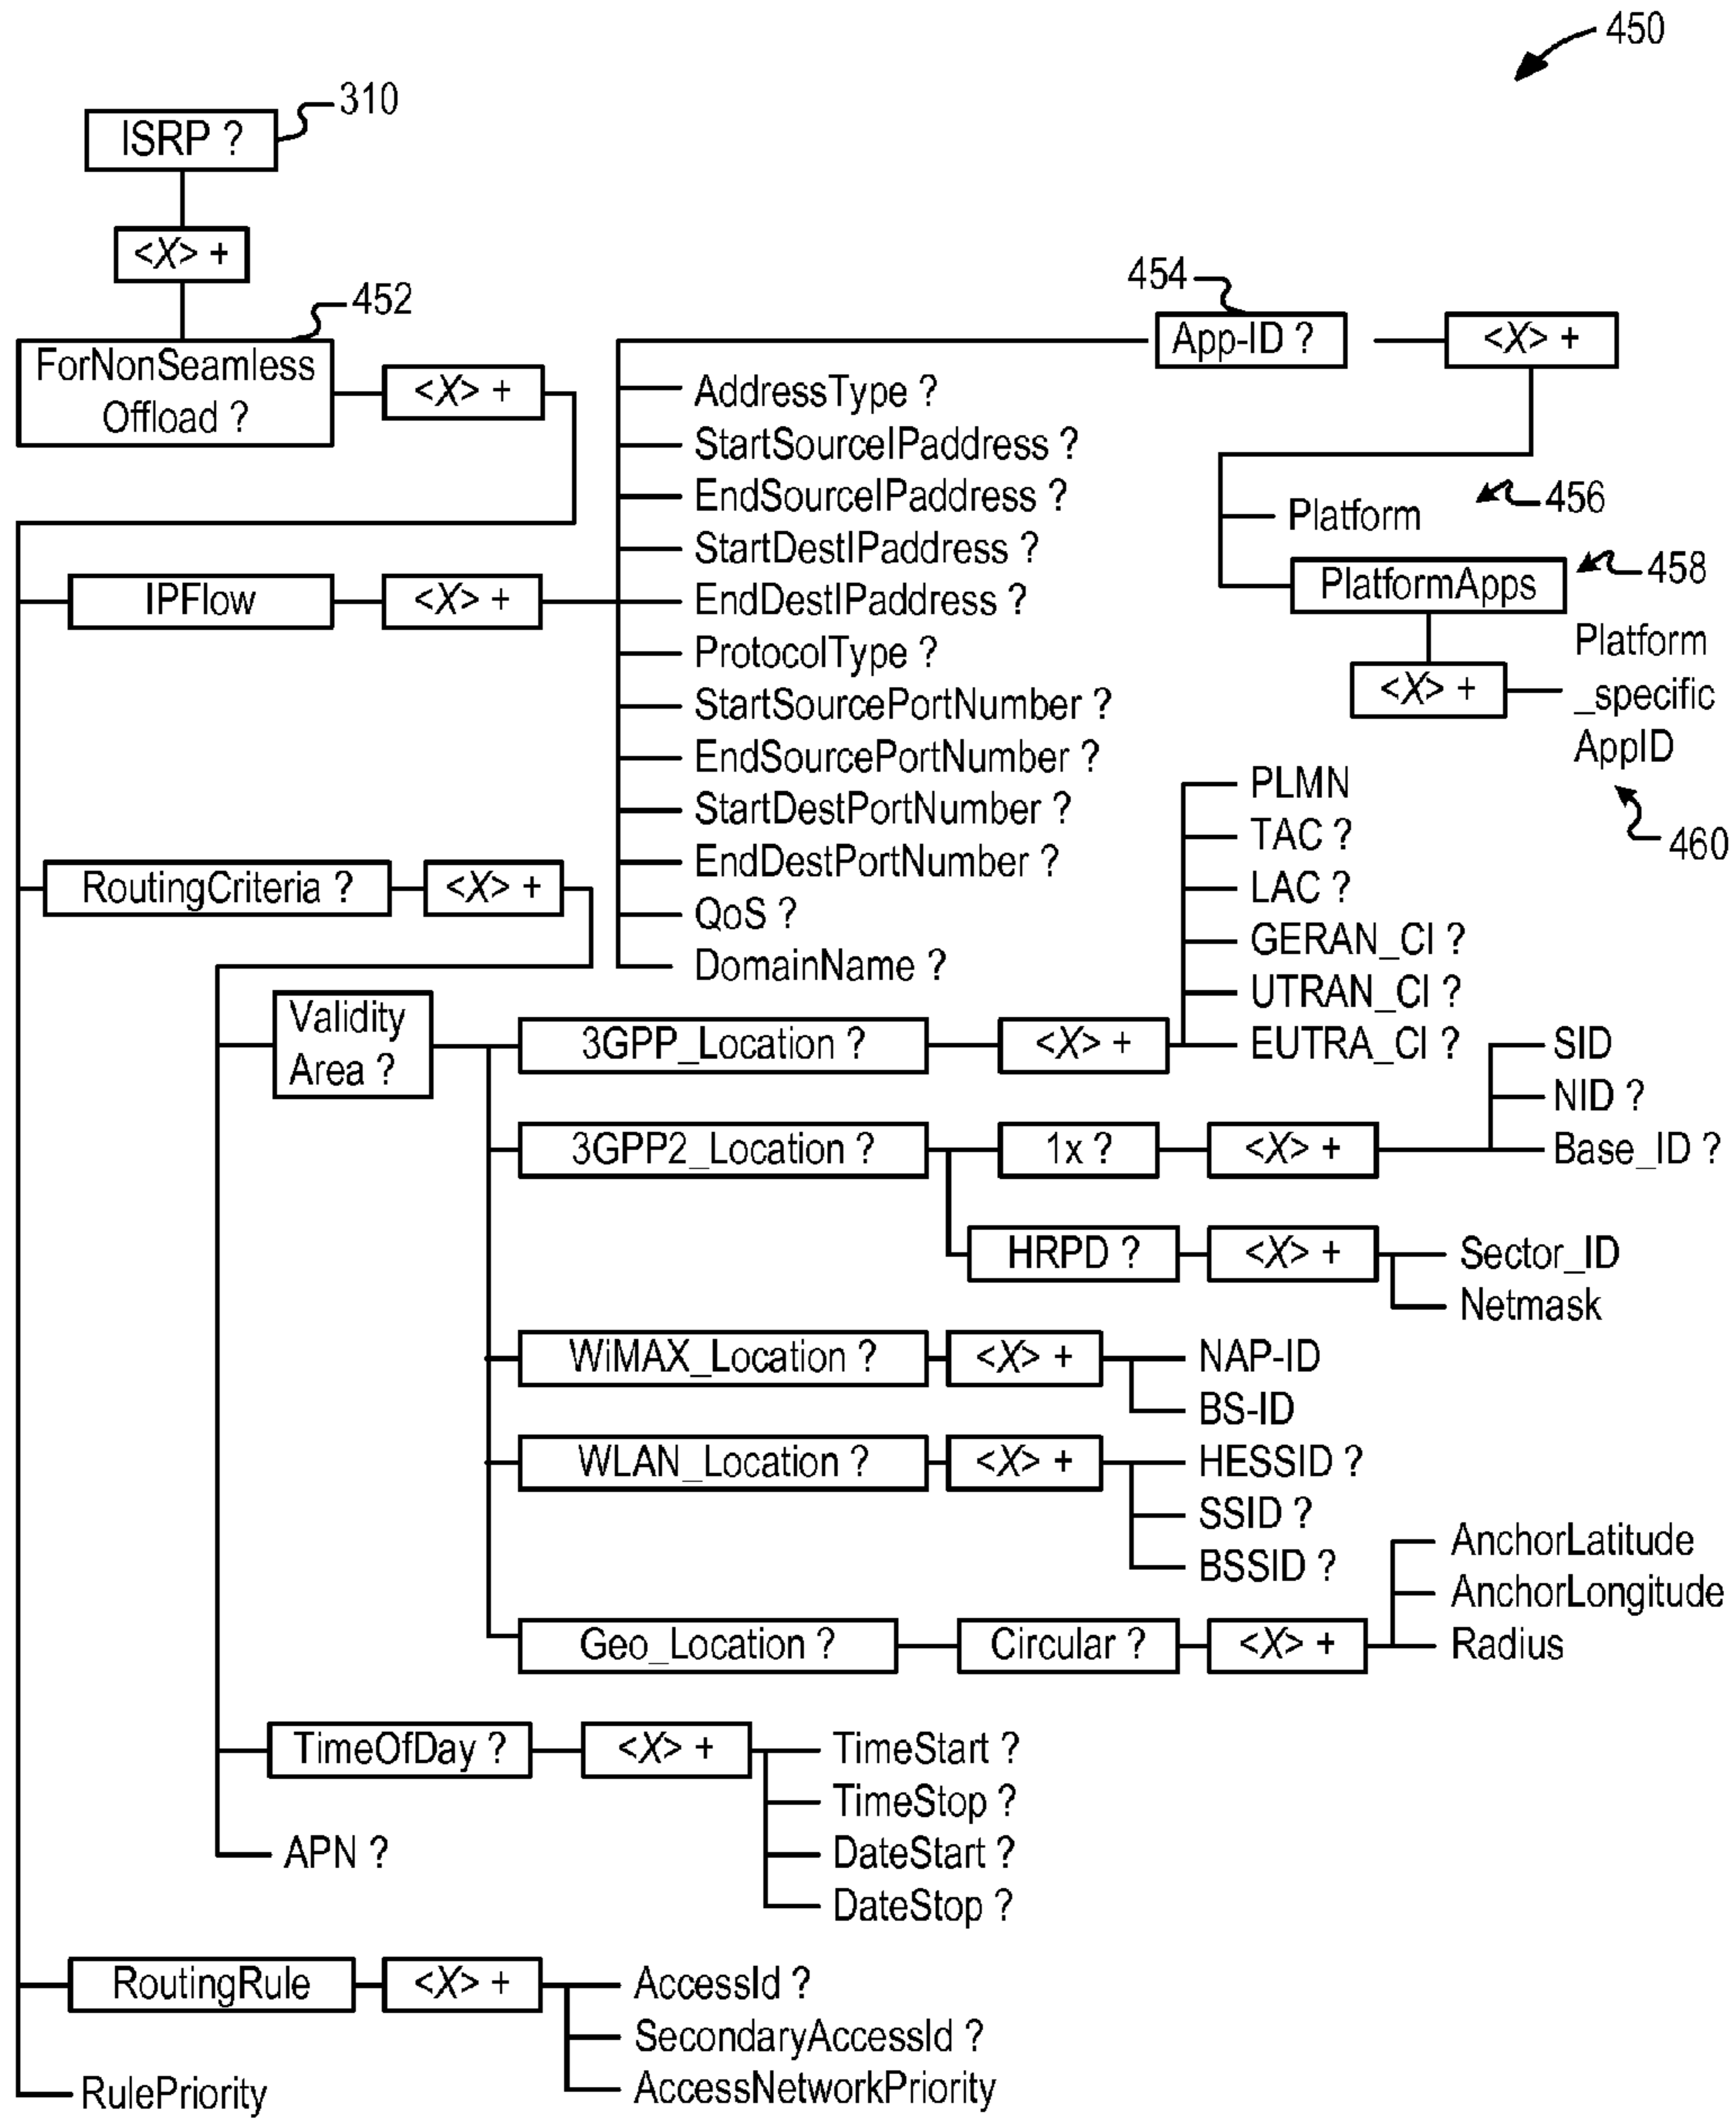 450
310
ISRP ?
<X> +
452
454
ForNonSeamless
Offload ?
<X> +
App-ID ?
<X> +
AddressType ?
StartSourceIPaddress ?
EndSourceIPaddress ?
StartDestIPaddress ?
EndDestIPaddress ?
ProtocolType ?
StartSourcePortNumber ?
EndSourcePortNumber ?
StartDestPortNumber ?
EndDestPortNumber ?
QoS ?
DomainName ?
Platform
456
PlatformApps
458
<X> +
Platform
_specific
AppID
460
IPFlow
<X> +
RoutingCriteria ?
<X> +
Validity
Area ?
3GPP_Location ?
<X> +
PLMN
TAC ?
LAC ?
GERAN_CI ?
UTRAN_CI ?
EUTRA_CI ?
3GPP2_Location ?
1x ?
<X> +
SID
NID ?
Base_ID ?
HRPD ?
<X> +
Sector_ID
Netmask
WiMAX_Location ?
<X> +
NAP-ID
BS-ID
WLAN_Location ?
<X> +
HESSID ?
SSID ?
BSSID ?
Geo_Location ?
Circular ?
<X> +
AnchorLatitude
AnchorLongitude
Radius
TimeOfDay ?
<X> +
TimeStart ?
TimeStop ?
DateStart ?
DateStop ?
APN ?
RoutingRule
<X> +
AccessId ?
SecondaryAccessId ?
AccessNetworkPriority
RulePriority